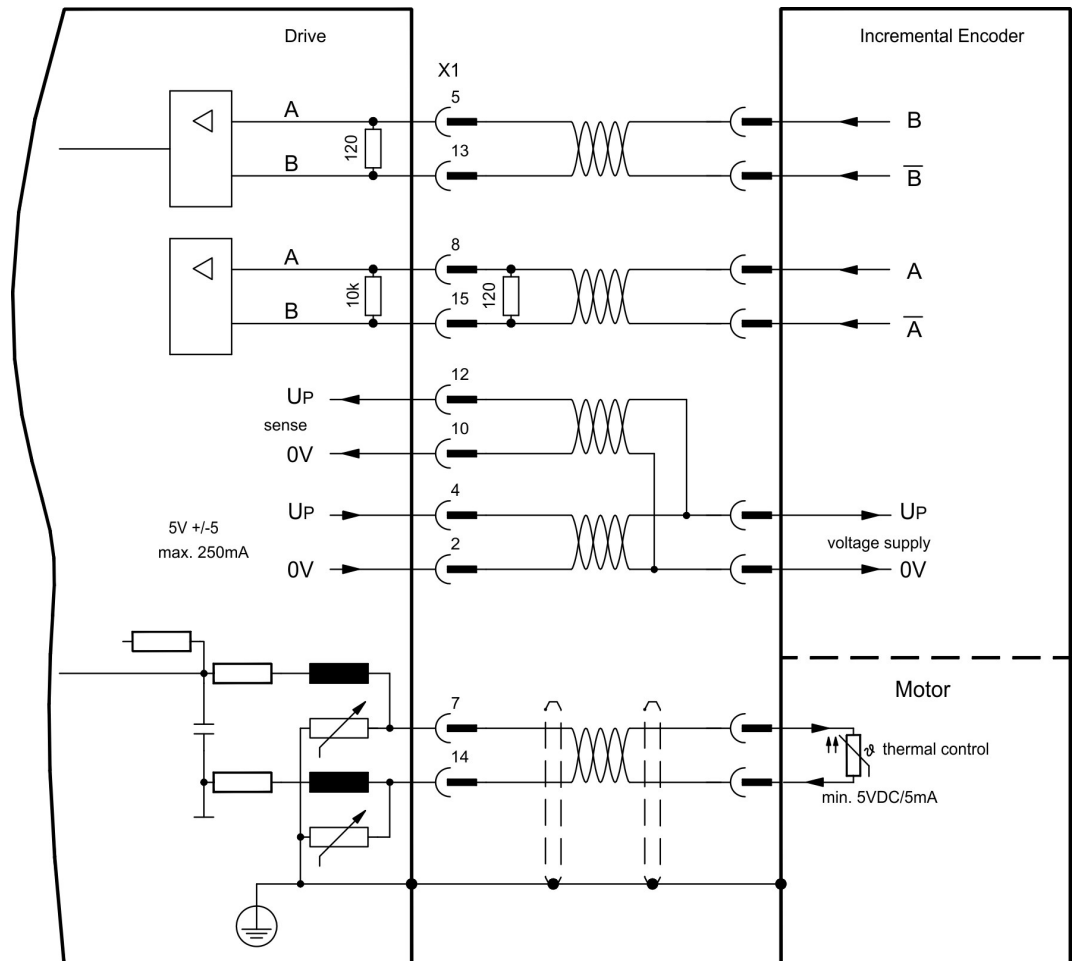 Drive
Incremental Encoder
X1
5
A
B
120
13
B
B̅
8
A
A
10k
15
120
B
A̅
12
UP
sense
10
0V
4
UP
UP
5V +/-5
max. 250mA
voltage supply
2
0V
0V
Motor
7
ϑ thermal control
14
min. 5VDC/5mA